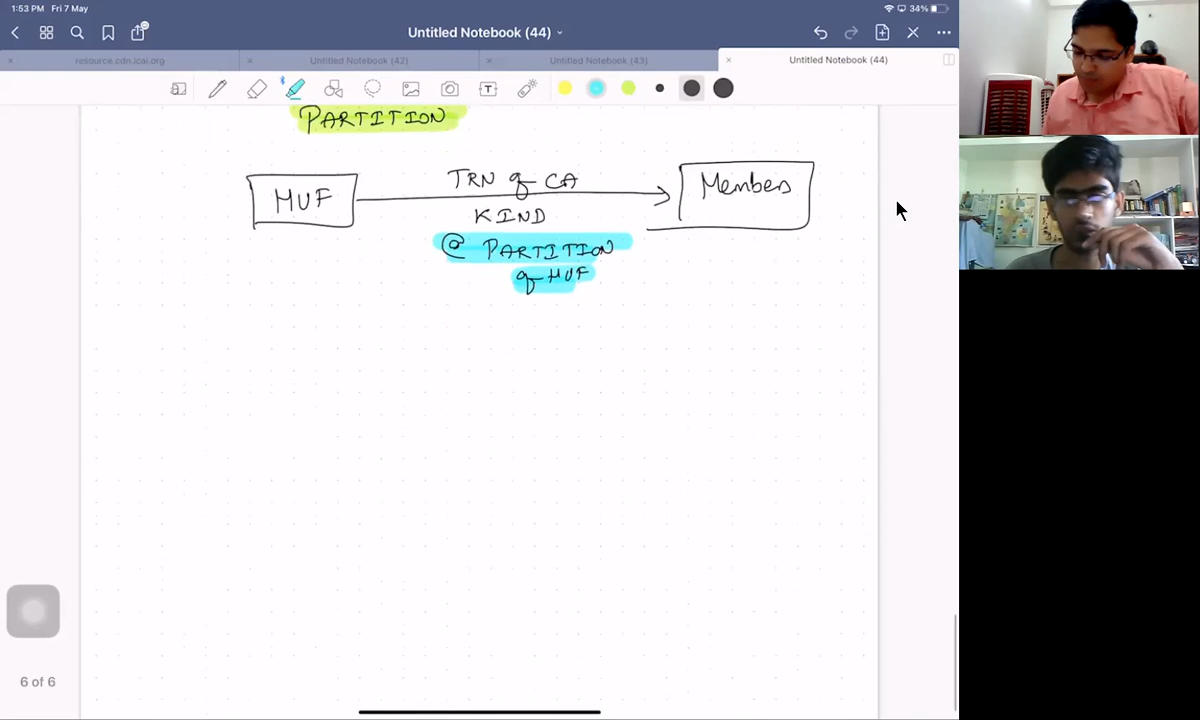 1:53 PM Fri 7 May
34%
Untitled Notebook (44)
resource.cdn.icai.org
Untitled Notebook (42)
Untitled Notebook (43)
Untitled Notebook (44)
PARTITION
HUF
TRN of CA
Members
KIND
@ PARTITION
of HUF
6 of 6